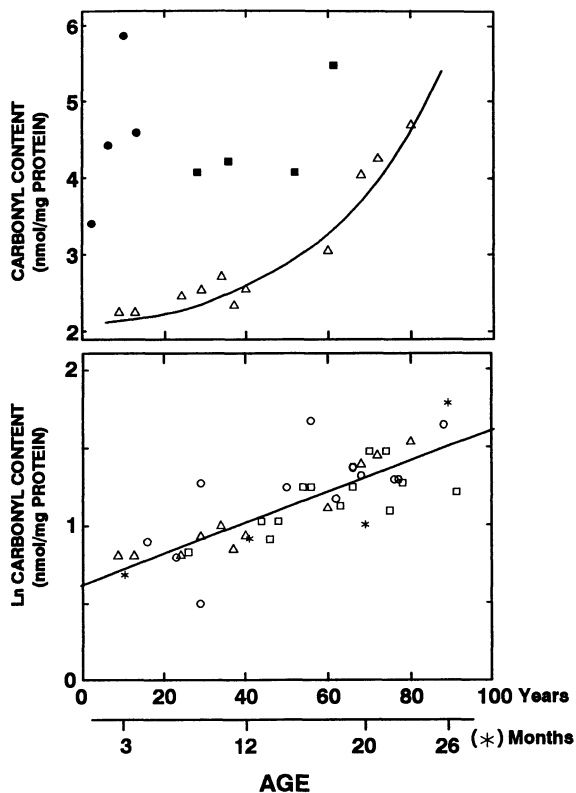 6
5
4
3
2
CARBONYL CONTENT
(nmol/mg PROTEIN)
2
1
0
Ln CARBONYL CONTENT
(nmol/mg PROTEIN)
0 20 40 60 80 100 Years
3 12 20 26 (*) Months
AGE